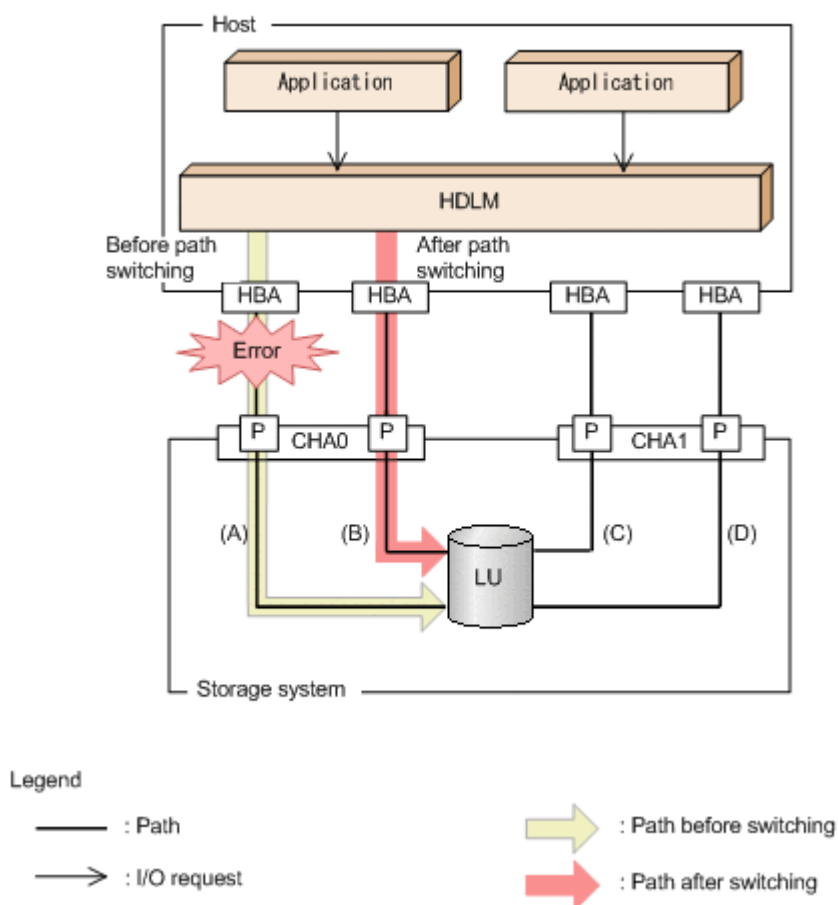 Host
Application
Application
HDLM
Before path
switching
After path
switching
HBA
HBA
HBA
HBA
Error
P
CHA0
P
P
CHA1
P
(A)
(B)
(C)
(D)
LU
Storage system
Legend
: Path
: Path before switching
: I/O request
: Path after switching